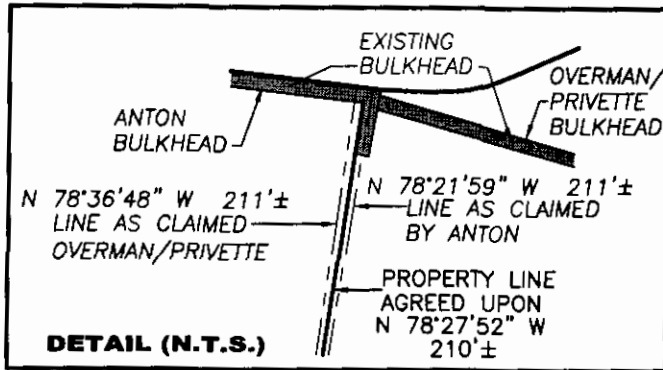 EXISTING
BULKHEAD
OVERMAN/
PRIVETTE
BULKHEAD
ANTON
BULKHEAD
N 78°36'48" W 211'±
LINE AS CLAIMED
OVERMAN/PRIVETTE
N 78°21'59" W 211'±
LINE AS CLAIMED
BY ANTON
PROPERTY LINE
AGREED UPON
N 78°27'52" W
210'±
DETAIL (N.T.S.)